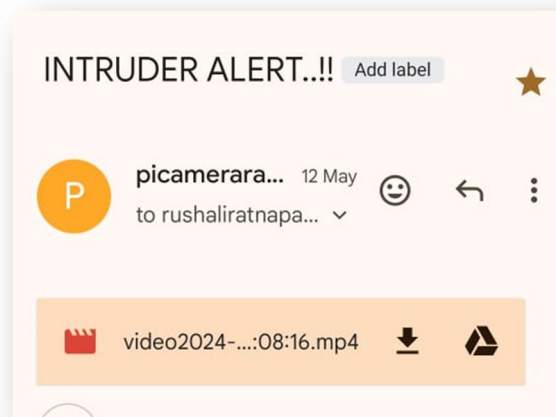 INTRUDER ALERT..!! Add label
P
picamerara... 12 May
to rushaliratnapa...
video2024-...:08:16.mp4